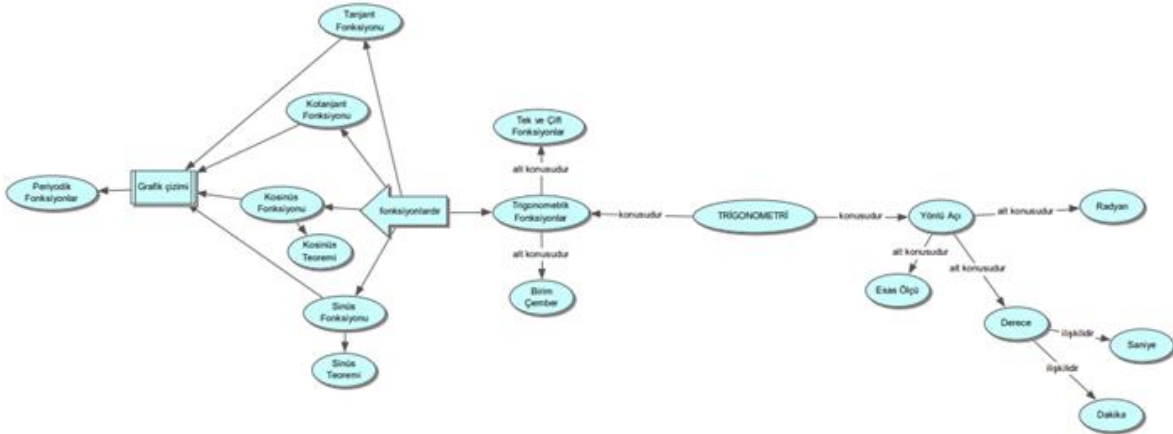 Tanjant
Fonksiyonu
Kotanjant
Fonksiyonu
Tek ve Çift
Fonksiyonlar
alt konusudur
Periyodik
Fonksiyonlar
Grafik çizimi
Kosinüs
Fonksiyonu
fonksiyonlardır
Trigonometrik
Fonksiyonlar
konusudur
TRİGONOMETRİ
konusudur
Yönlü Açı
alt konusudur
Radyan
Kosinüs
Teoremi
alt konusudur
alt konusudur
alt konusudur
Esas Ölçü
Birim
Çember
Sinüs
Fonksiyonu
Derece
ilişkilidir
Saniye
Sinüs
Teoremi
ilişkilidir
Dakika